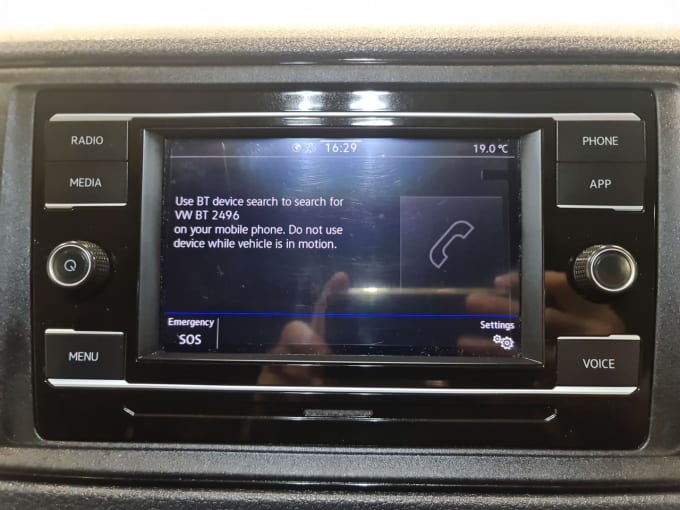 RADIO
PHONE
16:29
19.0 °C
MEDIA
APP
Use BT device search to search for
VW BT 2496
on your mobile phone. Do not use
device while vehicle is in motion.
Emergency
SOS
Settings
MENU
VOICE